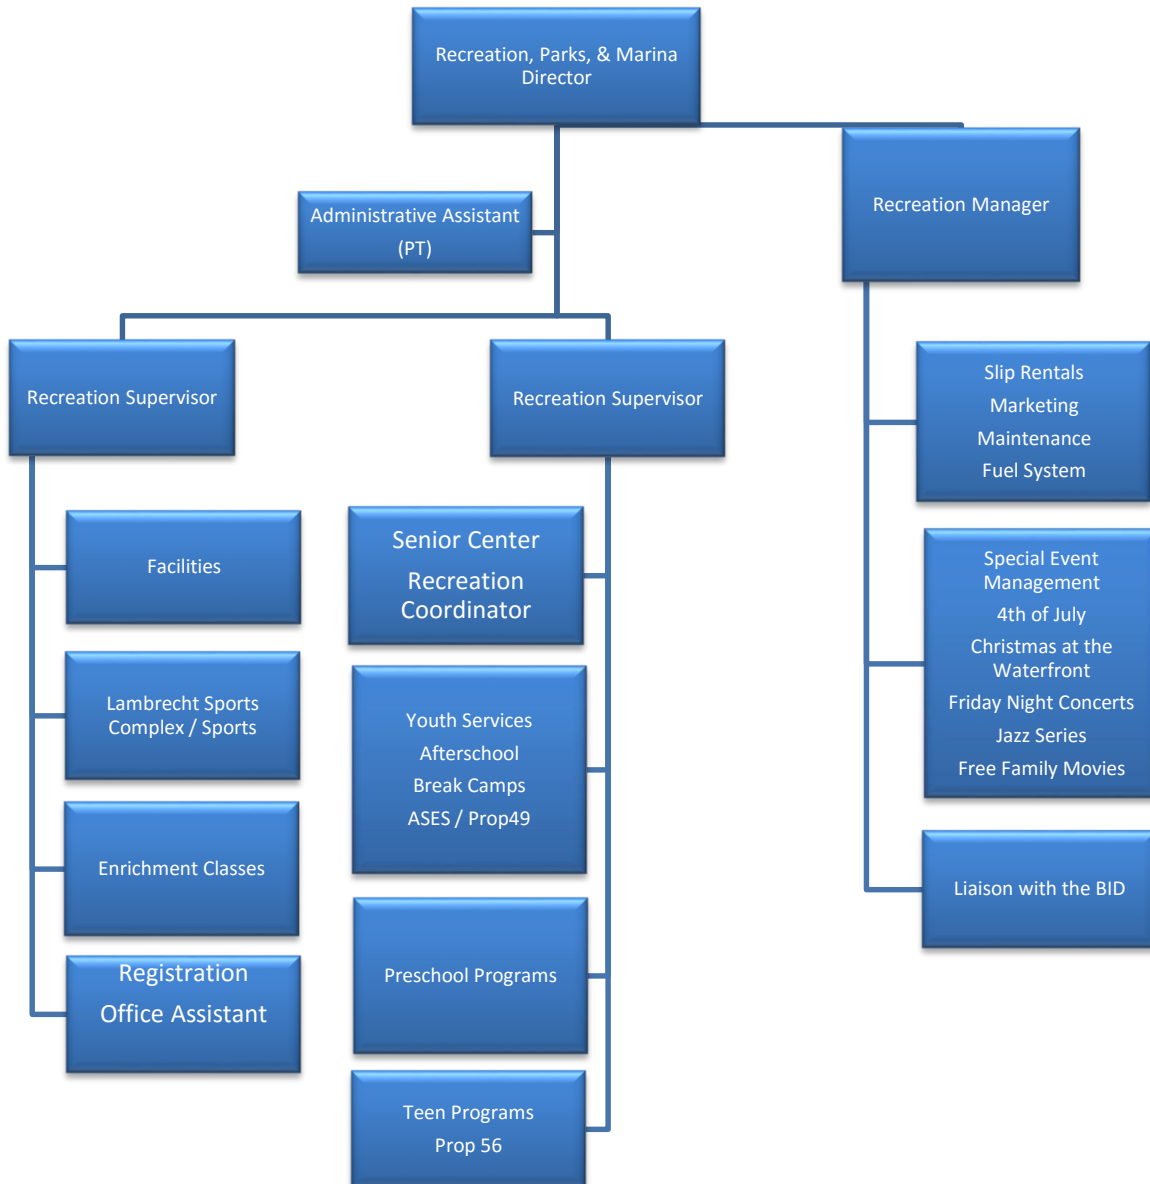 Recreation, Parks, & Marina
Director
Recreation Manager
Administrative Assistant
(PT)
Recreation Supervisor
Recreation Supervisor
Facilities
Lambrecht Sports
Complex / Sports
Enrichment Classes
Registration
Office Assistant
Senior Center
Recreation
Coordinator
Youth Services
Afterschool
Break Camps
ASES / Prop49
Preschool Programs
Teen Programs
Prop 56
Slip Rentals
Marketing
Maintenance
Fuel System
Special Event
Management
4th of July
Christmas at the
Waterfront
Friday Night Concerts
Jazz Series
Free Family Movies
Liaison with the BID